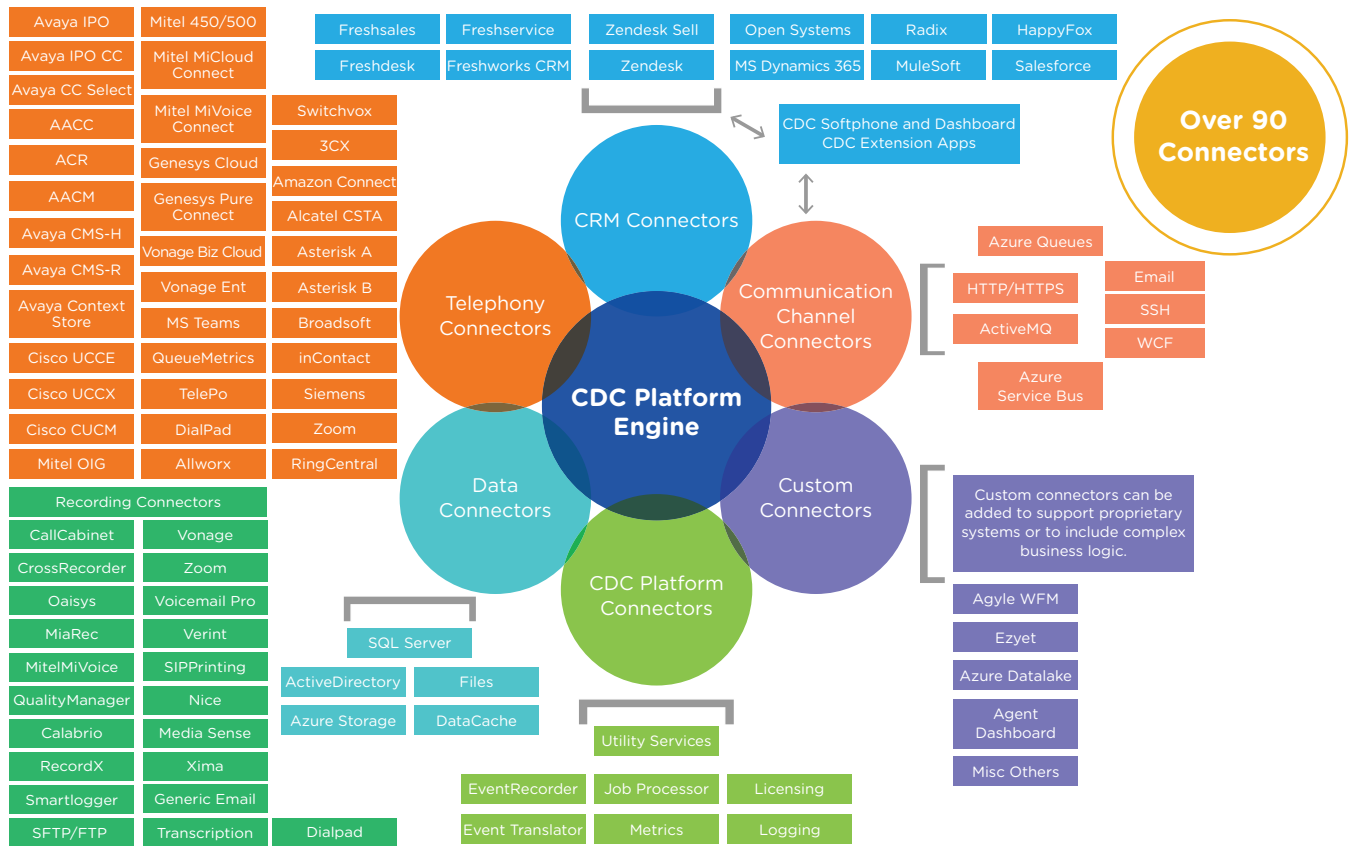 Avaya IPO
Avaya IPO CC
Avaya CC Select
AACC
ACR
AACM
Avaya CMS-H
Avaya CMS-R
Avaya Context
Store
Cisco UCCE
Cisco UCCX
Cisco CUCM
Mitel OIG
Mitel 450/500
Mitel MiCloud
Connect
Mitel MiVoice
Connect
Genesys Cloud
Genesys Pure
Connect
Vonage Biz Cloud
Vonage Ent
MS Teams
QueueMetrics
TelePo
DialPad
Allworx
Switchvox
3CX
Amazon Connect
Alcatel CSTA
Asterisk A
Asterisk B
Broadsoft
inContact
Siemens
Zoom
RingCentral
Freshsales
Freshservice
Zendesk Sell
Open Systems
Radix
HappyFox
Freshdesk
Freshworks CRM
Zendesk
MS Dynamics 365
MuleSoft
Salesforce
CDC Softphone and Dashboard
CDC Extension Apps
Over 90
Connectors
CRM Connectors
Telephony
Connectors
Communication
Channel
Connectors
CDC Platform
Engine
Data
Connectors
Custom
Connectors
CDC Platform
Connectors
Azure Queues
HTTP/HTTPS
ActiveMQ
Azure
Service Bus
Email
SSH
WCF
Custom connectors can be
added to support proprietary
systems or to include complex
business logic.
Agyle WFM
Ezyet
Azure Datalake
Agent
Dashboard
Misc Others
Recording Connectors
CallCabinet
Vonage
CrossRecorder
Zoom
Oaisys
Voicemail Pro
MiaRec
Verint
MitelMiVoice
SIPPrinting
QualityManager
Nice
Calabrio
Media Sense
RecordX
Xima
Smartlogger
Generic Email
SFTP/FTP
Transcription
Dialpad
SQL Server
ActiveDirectory
Files
Azure Storage
DataCache
Utility Services
EventRecorder
Job Processor
Licensing
Event Translator
Metrics
Logging